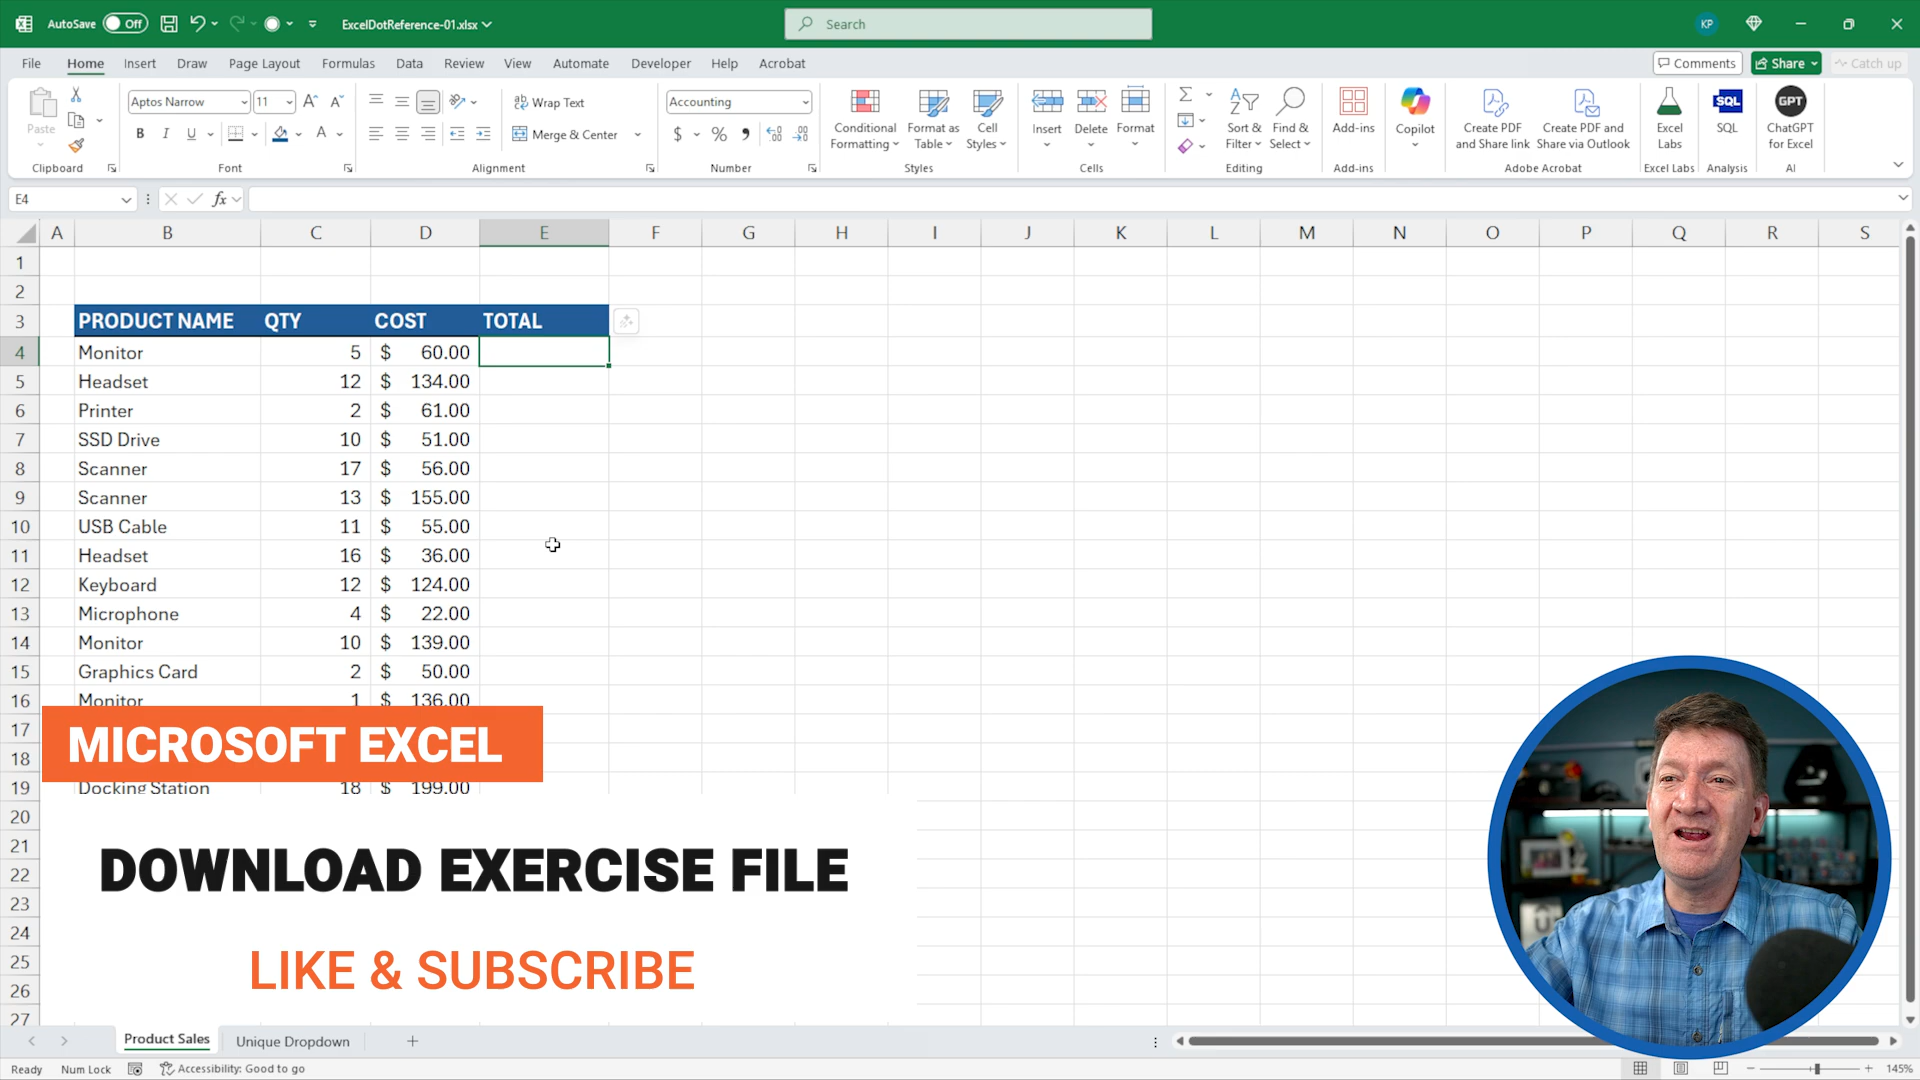 AutoSave Off ExcelDotReference-01.xlsx Search KP
File Home Insert Draw Page Layout Formulas Data Review View Automate Developer Help Acrobat Comments Share Catch up
Paste Aptos Narrow 11 Wrap Text Accounting Conditional Formatting Format as Table Cell Styles Insert Delete Format Sort & Filter Find & Select Add-ins Copilot Create PDF and Share link Create PDF and Share via Outlook Excel Labs SQL ChatGPT for Excel
B I U A Merge & Center $ % SQL GPT
Clipboard Font Alignment Number Styles Cells Editing Add-ins Adobe Acrobat Excel Labs Analysis AI
E4 fx
A B C D E F G H I J K L M N O P Q R S
1
2
3 PRODUCT NAME QTY COST TOTAL
4 Monitor 5 $ 60.00
5 Headset 12 $ 134.00
6 Printer 2 $ 61.00
7 SSD Drive 10 $ 51.00
8 Scanner 17 $ 56.00
9 Scanner 13 $ 155.00
10 USB Cable 11 $ 55.00
11 Headset 16 $ 36.00
12 Keyboard 12 $ 124.00
13 Microphone 4 $ 22.00
14 Monitor 10 $ 139.00
15 Graphics Card 2 $ 50.00
16 Monitor 1 $ 136.00
17
MICROSOFT EXCEL
18
19 Docking Station 18 $ 199.00
20
21
DOWNLOAD EXERCISE FILE
22
23
24
25
LIKE & SUBSCRIBE
26
27
Product Sales Unique Dropdown
Ready Num Lock Accessibility: Good to go 145%